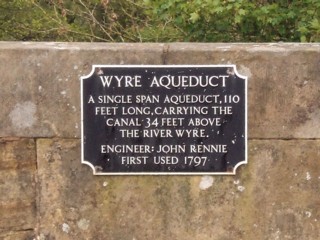 WYRE AQUEDUCT
A SINGLE SPAN AQUEDUCT, 110
FEET LONG, CARRYING THE
CANAL 34 FEET ABOVE
THE RIVER WYRE.
ENGINEER: JOHN RENNIE
FIRST USED 1797